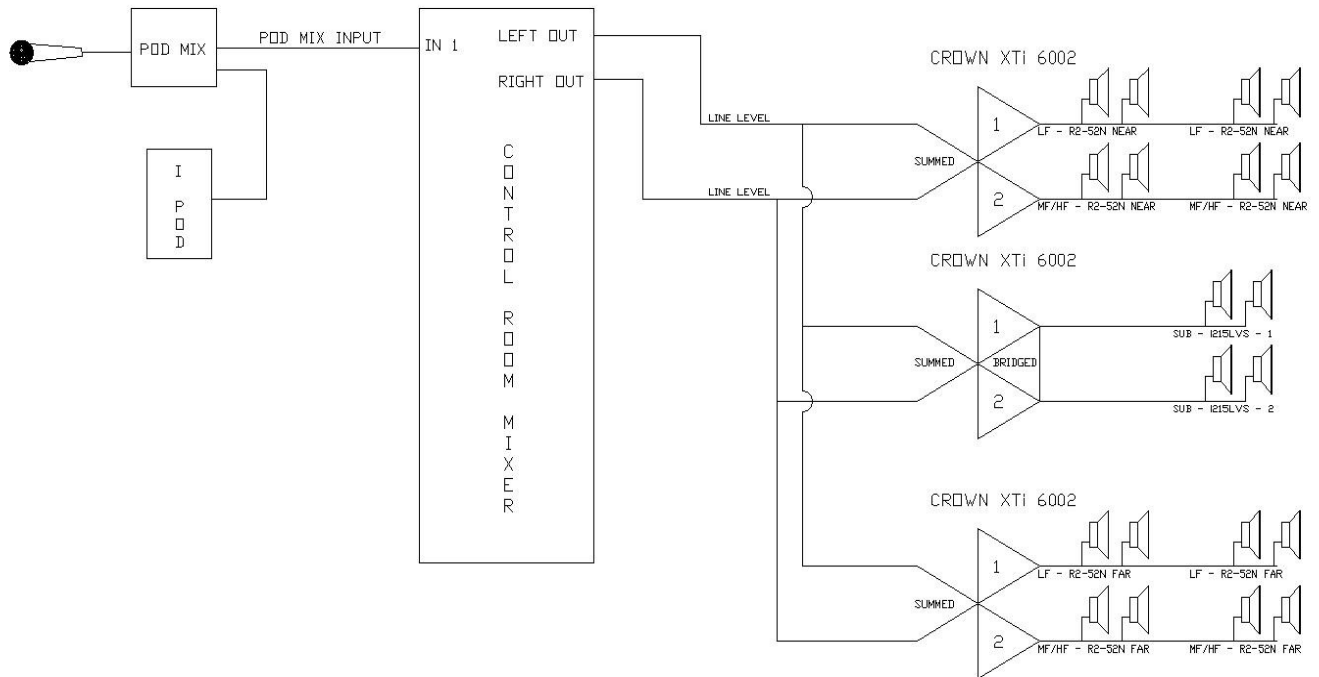 POD MIX
POD MIX INPUT
IN 1
LEFT OUT
RIGHT OUT
I POD
CONTROL ROOM MIXER
LINE LEVEL
LINE LEVEL
CROWN XTi 6002
SUMMED
1
2
LF - R2-52N NEAR
LF - R2-52N NEAR
MF/HF - R2-52N NEAR
MF/HF - R2-52N NEAR
CROWN XTi 6002
SUMMED
1
BRIDGED
2
SUB - I215LVS - 1
SUB - I215LVS - 2
CROWN XTi 6002
SUMMED
1
2
LF - R2-52N FAR
LF - R2-52N FAR
MF/HF - R2-52N FAR
MF/HF - R2-52N FAR